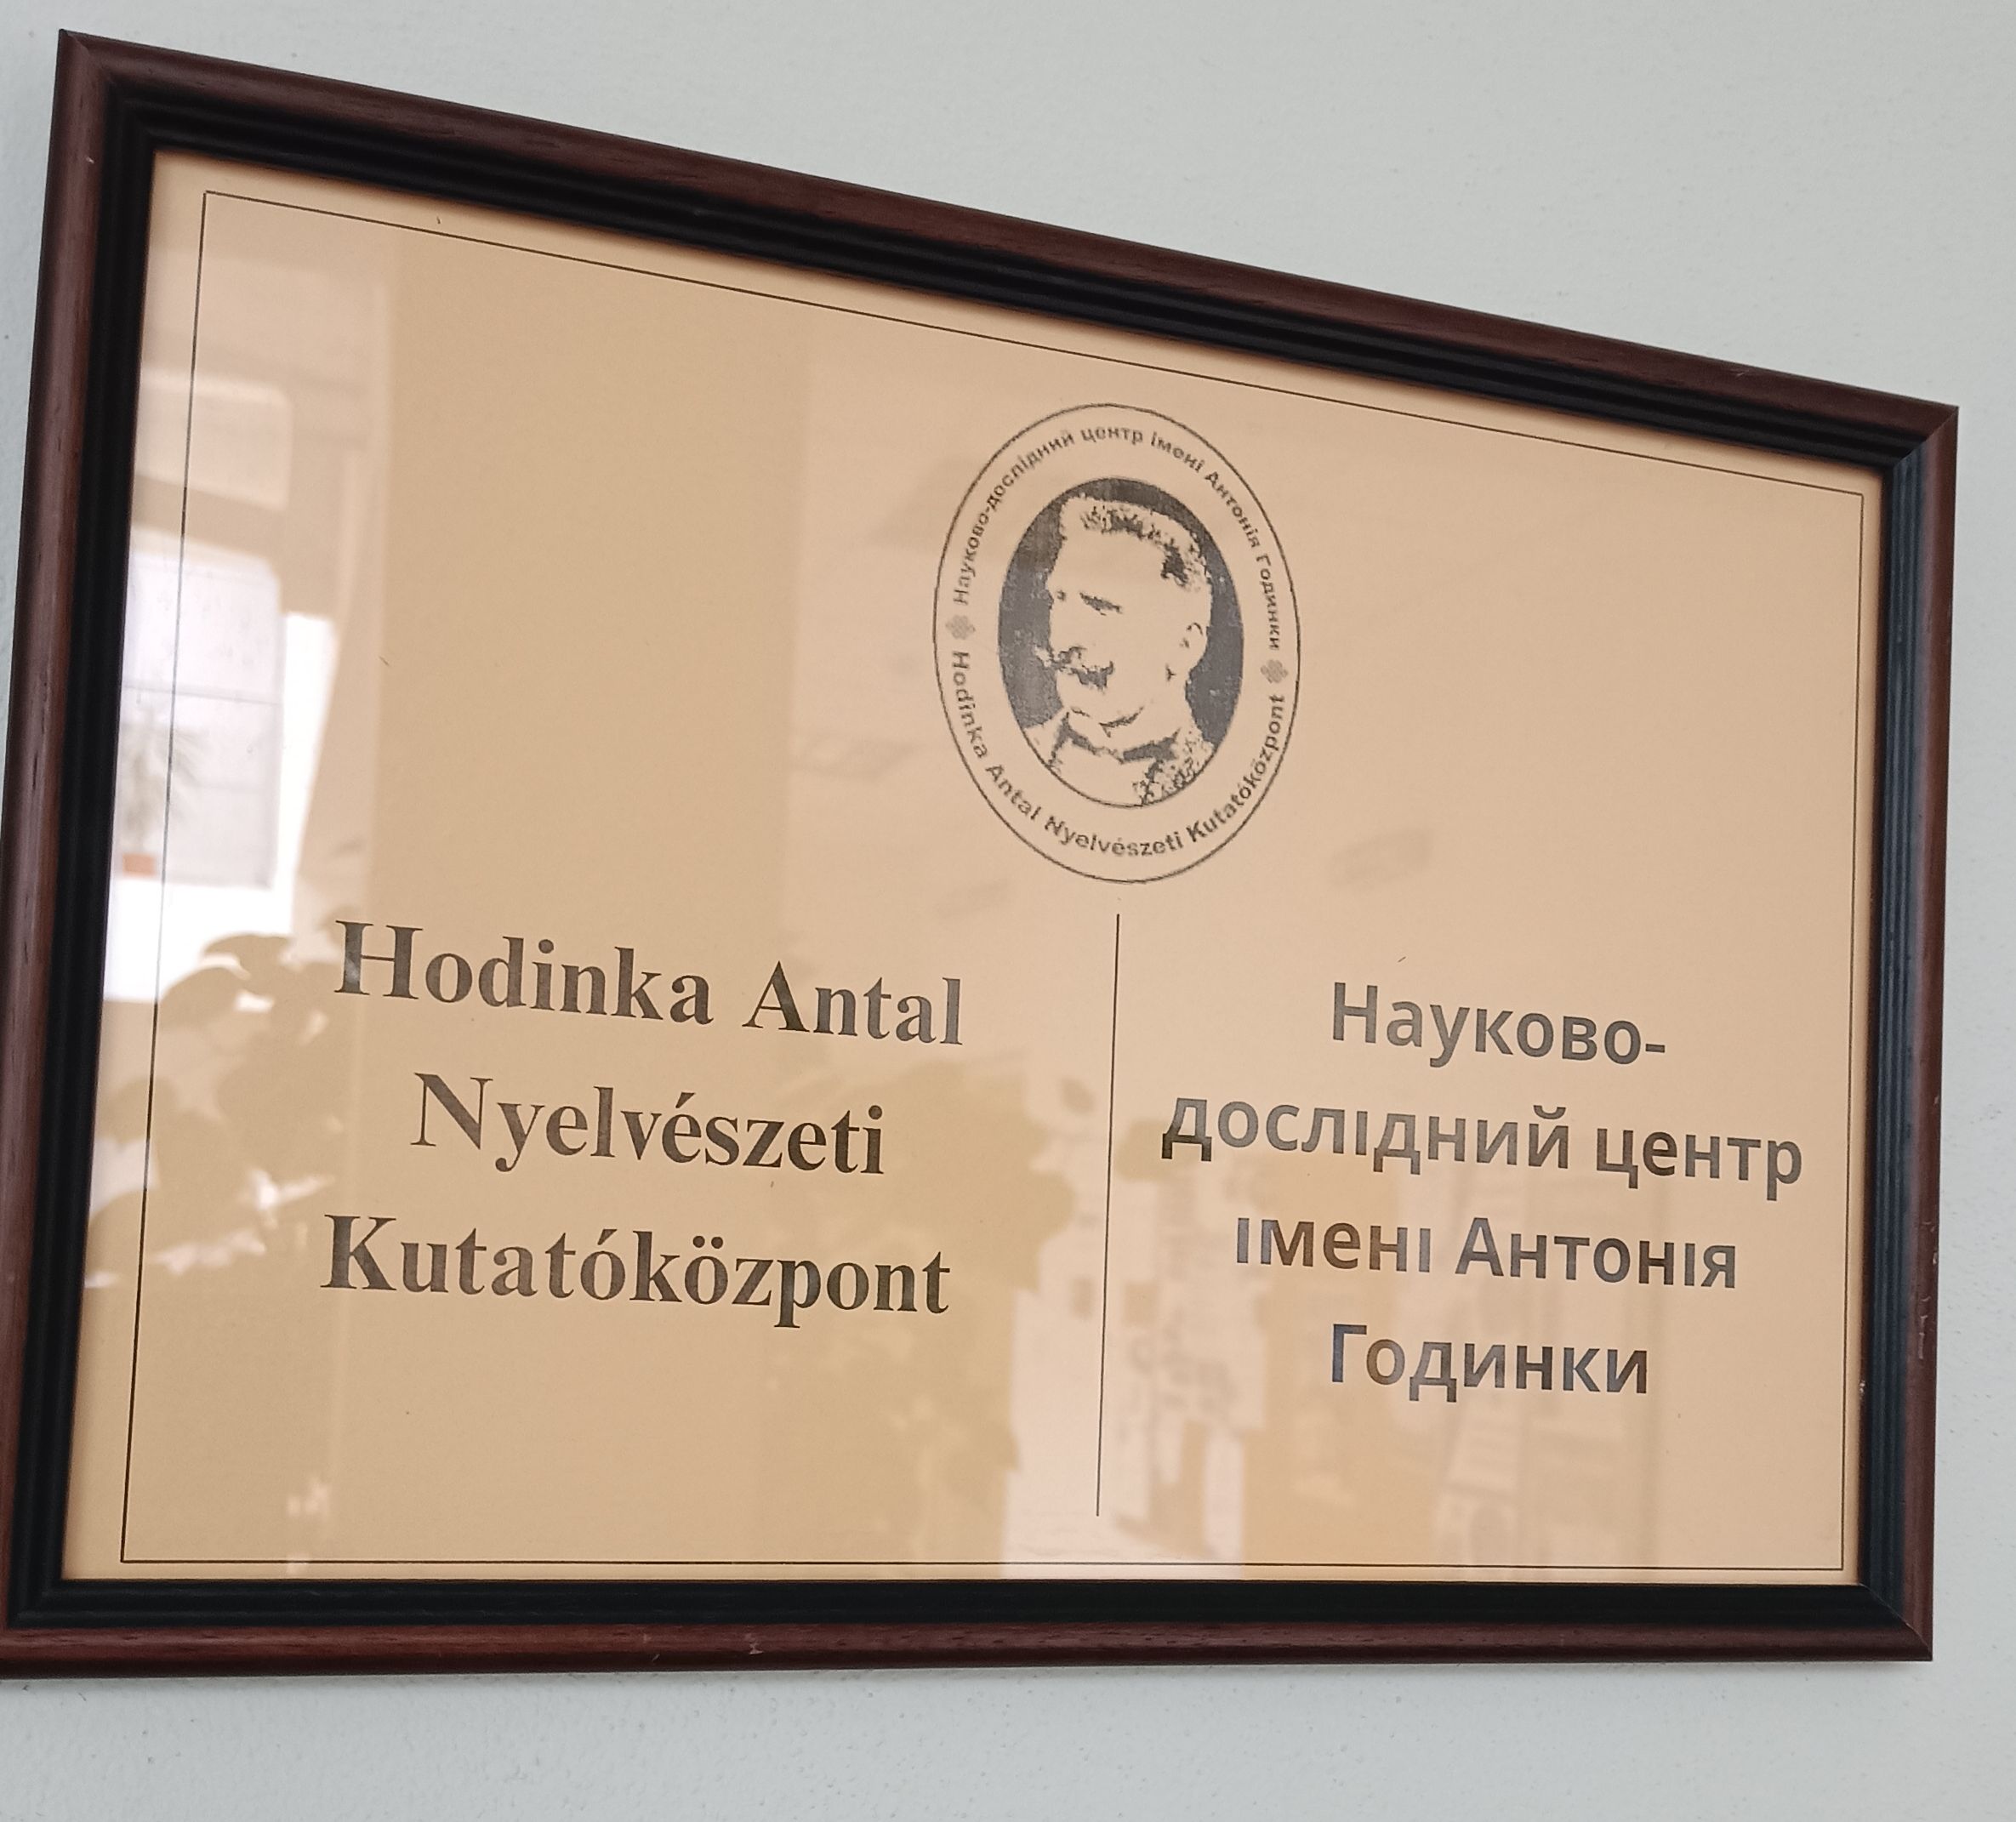 Науково-дослідний центр імені Антонія Годинки
Hodinka Antal Nyelvészeti Kutatóközpont
Hodinka Antal
Nyelvészeti
Kutatóközpont
Науково-
дослідний центр
імені Антонія
Годинки